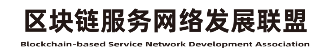 区块链服务网络发展联盟
Blockchain-based Service Network Development Association